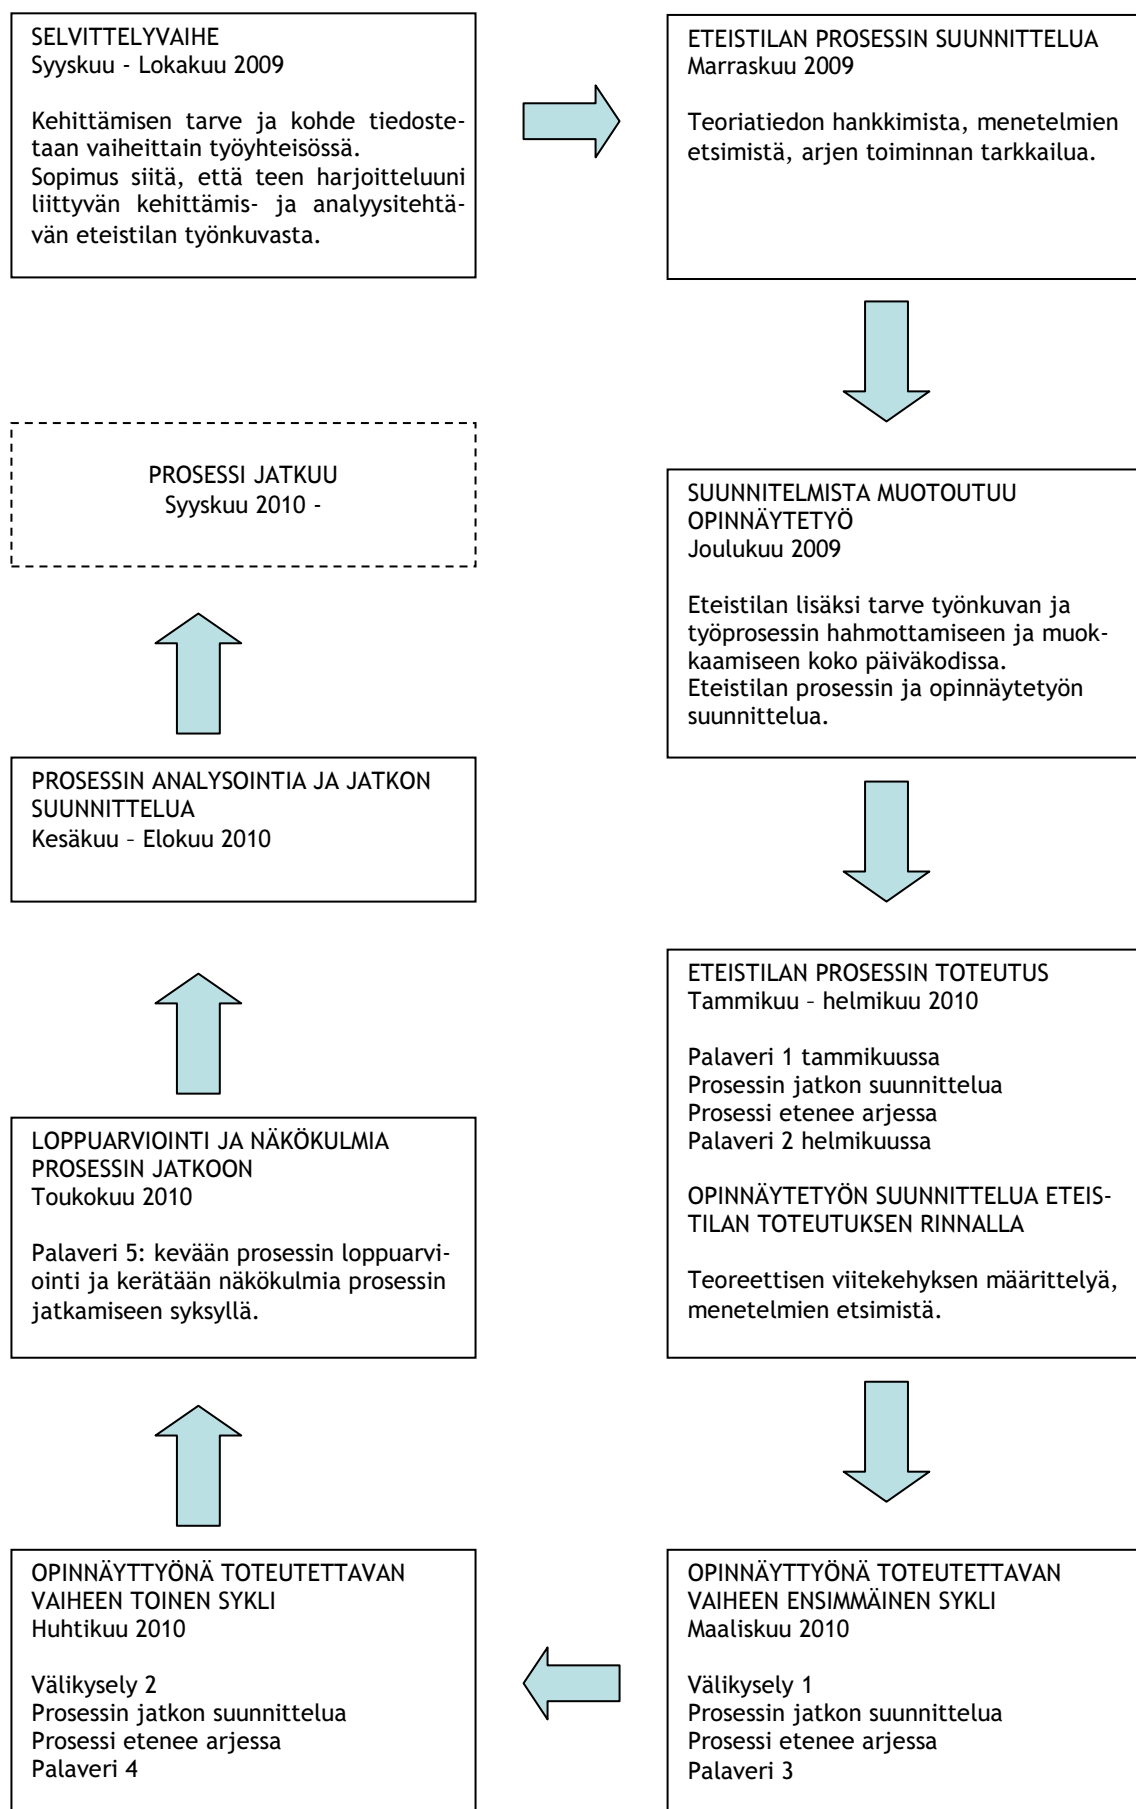 SELVITTELYVAIHE
Syyskuu - Lokakuu 2009
Kehittämisen tarve ja kohde tiedoste-
taan vaiheittain työyhteisössä.
Sopimus siitä, että teen harjoitteluuni
liittyvän kehittämis- ja analyysitehtä-
vän eteistilan työnkuvasta.
ETEISTILAN PROSESSIN SUUNNITTELUA
Marraskuu 2009
Teoriatiedon hankkimista, menetelmien
etsimistä, arjen toiminnan tarkkailua.
SUUNNITELMISTA MUOTOUTUU
OPINNÄYTETYÖ
Joulukuu 2009
Eteistilan lisäksi tarve työnkuvan ja
työprosessin hahmottamiseen ja muok-
kaamiseen koko päiväkodissa.
Eteistilan prosessin ja opinnäytetyön
suunnittelua.
ETEISTILAN PROSESSIN TOTEUTUS
Tammikuu – helmikuu 2010
Palaveri 1 tammikuussa
Prosessin jatkon suunnittelua
Prosessi etenee arjessa
Palaveri 2 helmikuussa
OPINNÄYTETYÖN SUUNNITTELUA ETEIS-
TILAN TOTEUTUKSEN RINNALLA
Teoreettisen viitekehyksen määrittelyä,
menetelmien etsimistä.
OPINNÄYTTYÖNÄ TOTEUTETTAVAN
VAIHEEN ENSIMMÄINEN SYKLI
Maaliskuu 2010
Välikysely 1
Prosessin jatkon suunnittelua
Prosessi etenee arjessa
Palaveri 3
OPINNÄYTTYÖNÄ TOTEUTETTAVAN
VAIHEEN TOINEN SYKLI
Huhtikuu 2010
Välikysely 2
Prosessin jatkon suunnittelua
Prosessi etenee arjessa
Palaveri 4
LOPPUARVIOINTI JA NÄKÖKULMIA
PROSESSIN JATKOON
Toukokuu 2010
Palaveri 5: kevään prosessin loppuarvi-
ointi ja kerätään näkökulmia prosessin
jatkamiseen syksyllä.
PROSESSIN ANALYSOINTIA JA JATKON
SUUNNITTELUA
Kesäkuu – Elokuu 2010
PROSESSI JATKUU
Syyskuu 2010 -